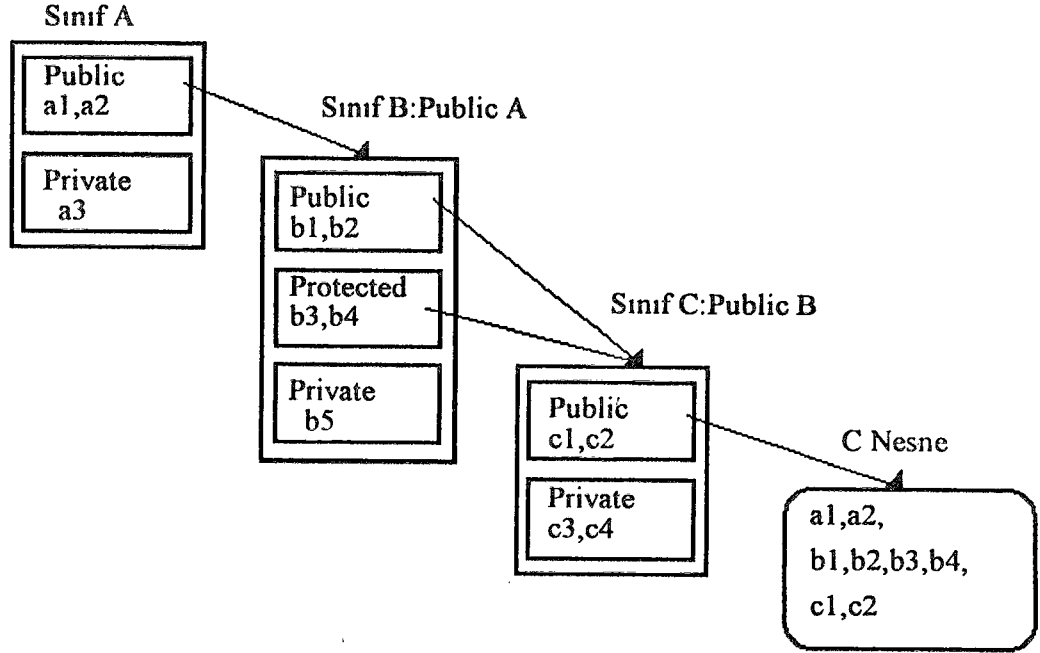 Sınıf A
Public
a1,a2
Private
a3
Sınıf B:Public A
Public
b1,b2
Protected
b3,b4
Private
b5
Sınıf C:Public B
Public
c1,c2
Private
c3,c4
C Nesne
a1,a2,
b1,b2,b3,b4,
c1,c2